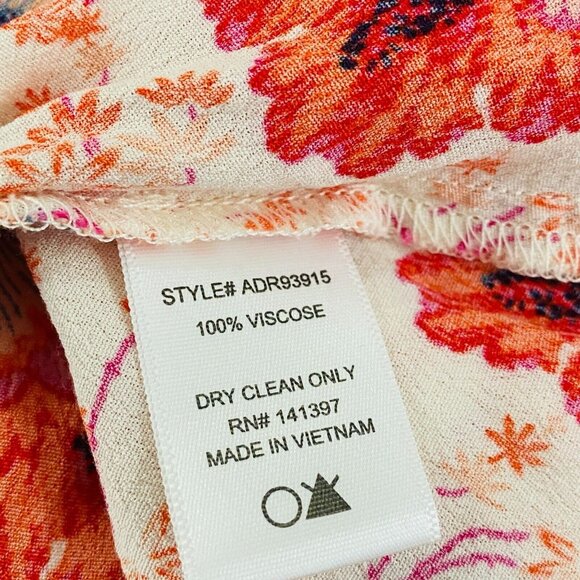 STYLE# ADR93915
100% VISCOSE
DRY CLEAN ONLY
RN# 141397
MADE IN VIETNAM